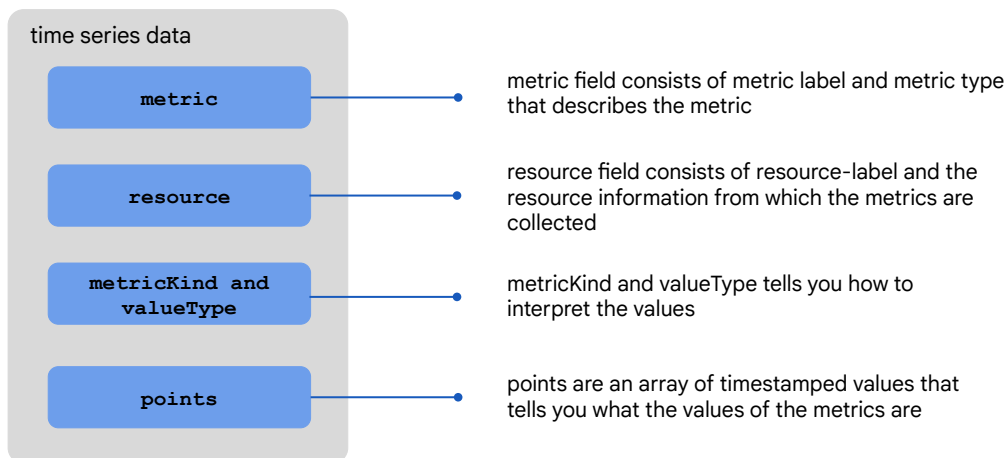 time series data
metric
metric field consists of metric label and metric type
that describes the metric
resource
resource field consists of resource-label and the
resource information from which the metrics are
collected
metricKind and
valueType
metricKind and valueType tells you how to
interpret the values
points
points are an array of timestamped values that
tells you what the values of the metrics are